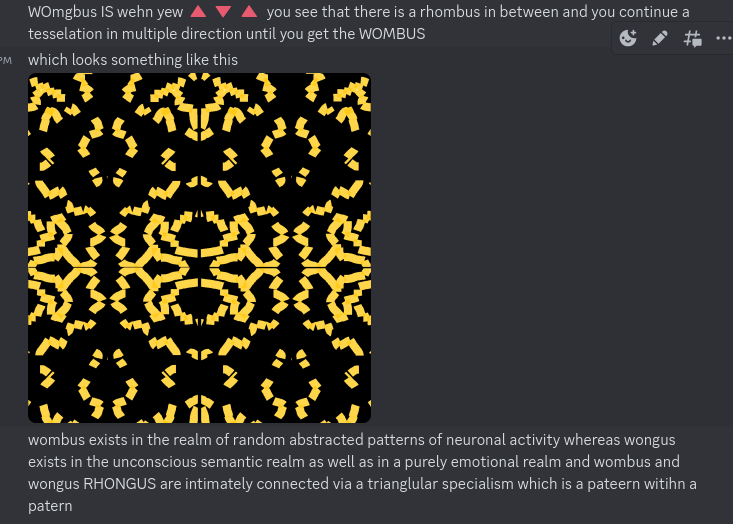 WOmgbus IS wehn yew 🔺 🔻 🔺 you see that there is a rhombus in between and you continue a
tesselation in multiple direction until you get the WOMBUS
PM
which looks something like this
wombus exists in the realm of random abstracted patterns of neuronal activity whereas wongus
exists in the unconscious semantic realm as well as in a purely emotional realm and wombus and
wongus RHONGUS are intimately connected via a trianglular specialism which is a pateern witihn a
patern